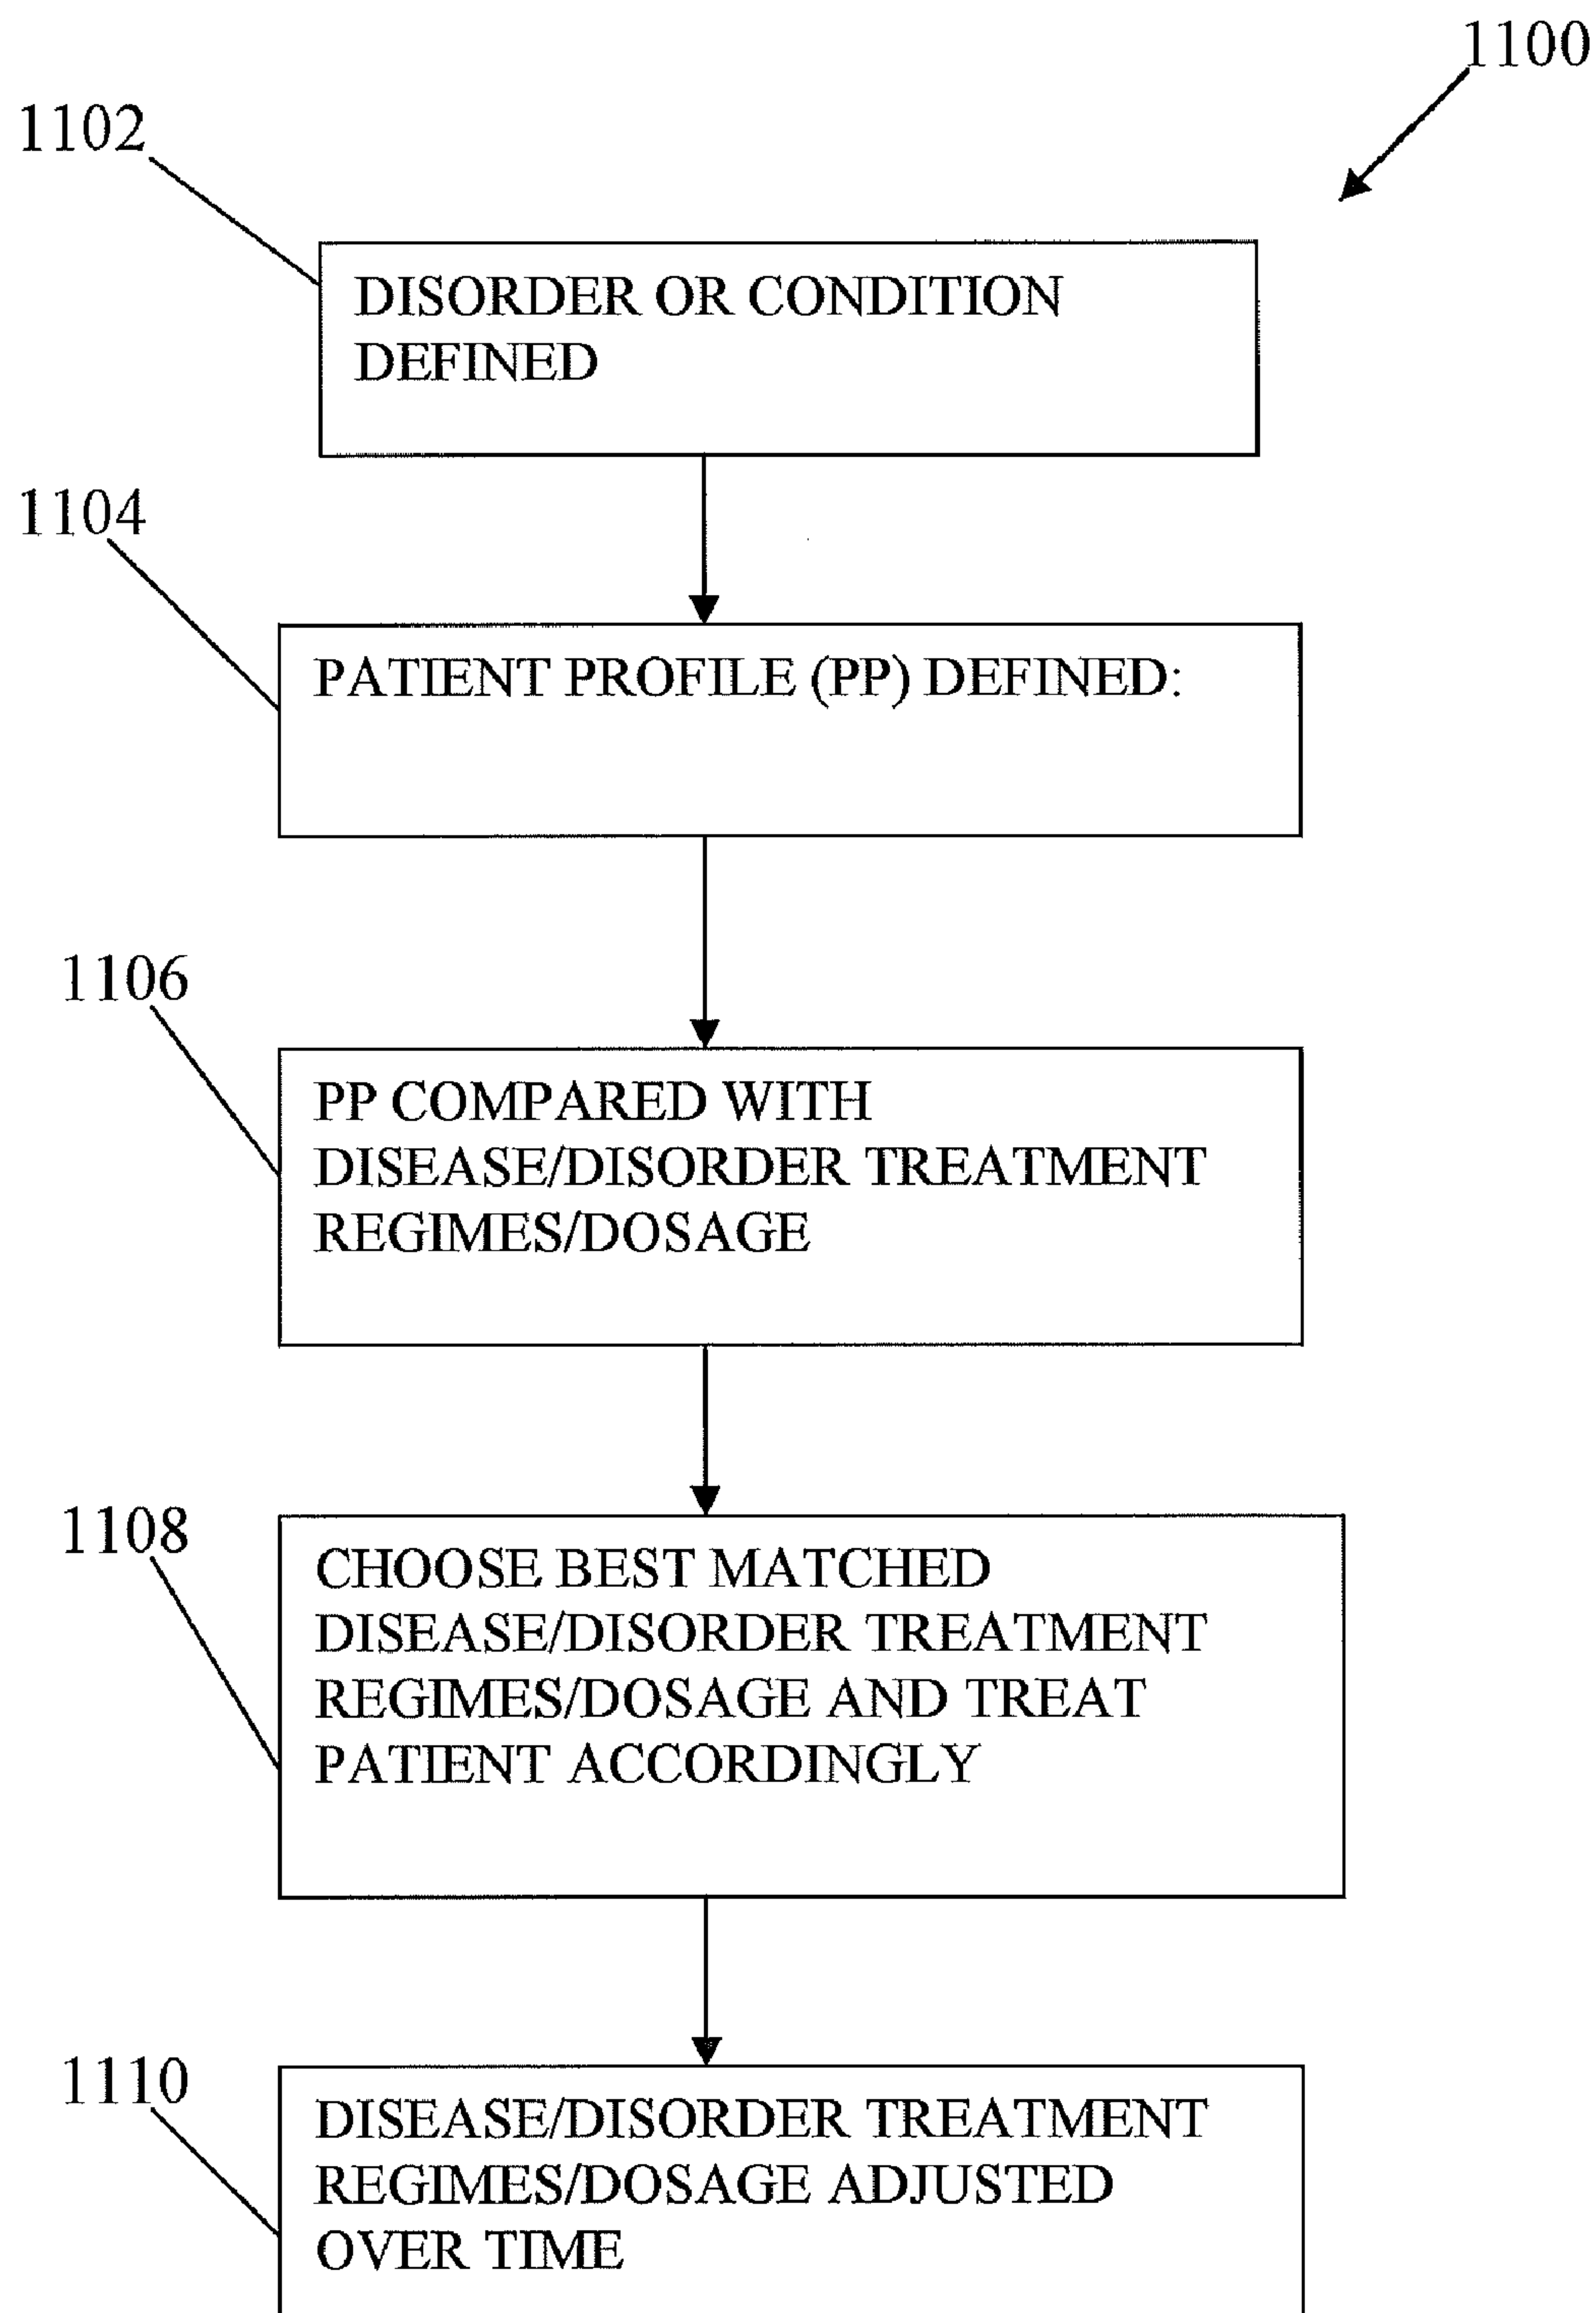 1100
1102
DISORDER OR CONDITION
DEFINED
1104
PATIENT PROFILE (PP) DEFINED:
1106
PP COMPARED WITH
DISEASE/DISORDER TREATMENT
REGIMES/DOSAGE
1108
CHOOSE BEST MATCHED
DISEASE/DISORDER TREATMENT
REGIMES/DOSAGE AND TREAT
PATIENT ACCORDINGLY
1110
DISEASE/DISORDER TREATMENT
REGIMES/DOSAGE ADJUSTED
OVER TIME